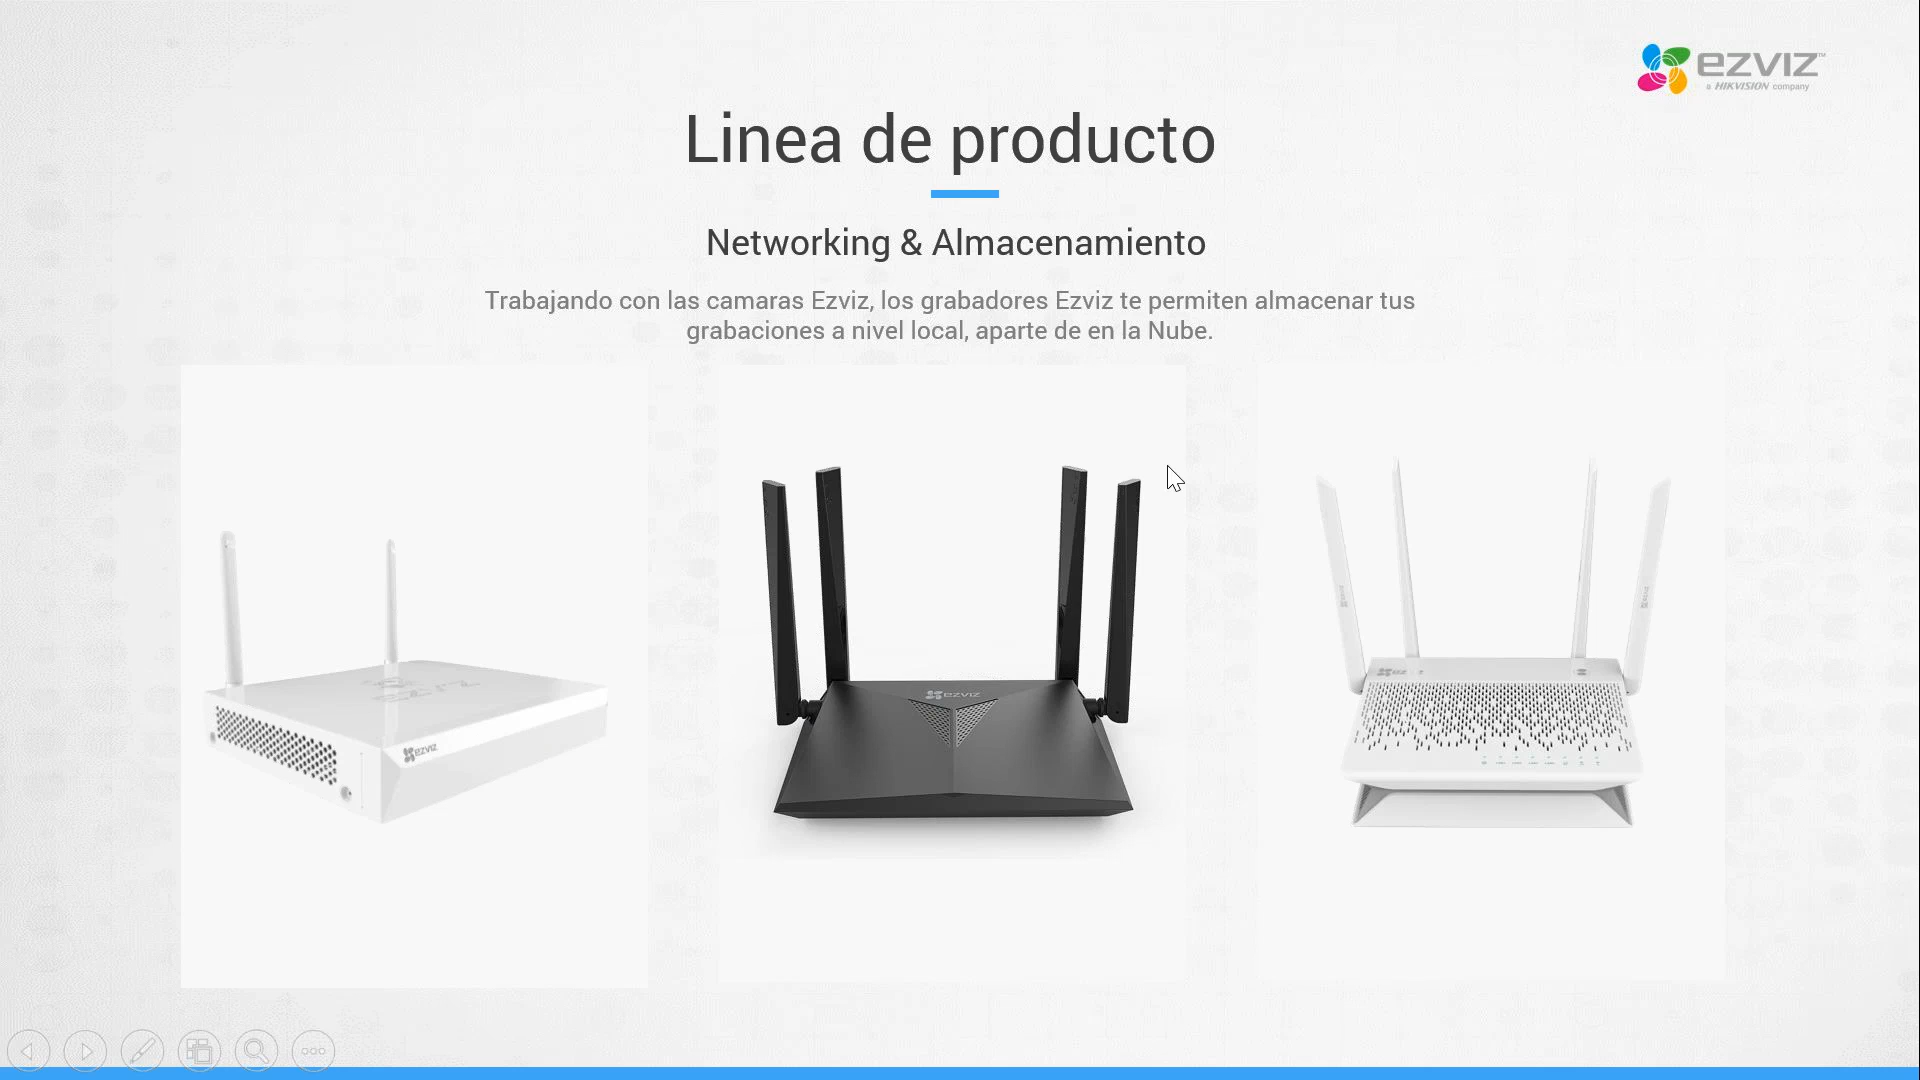 ezviz™
a HIKVISION company
Linea de producto
Networking & Almacenamiento
Trabajando con las camaras Ezviz, los grabadores Ezviz te permiten almacenar tus
grabaciones a nivel local, aparte de en la Nube.
ezviz
ezviz